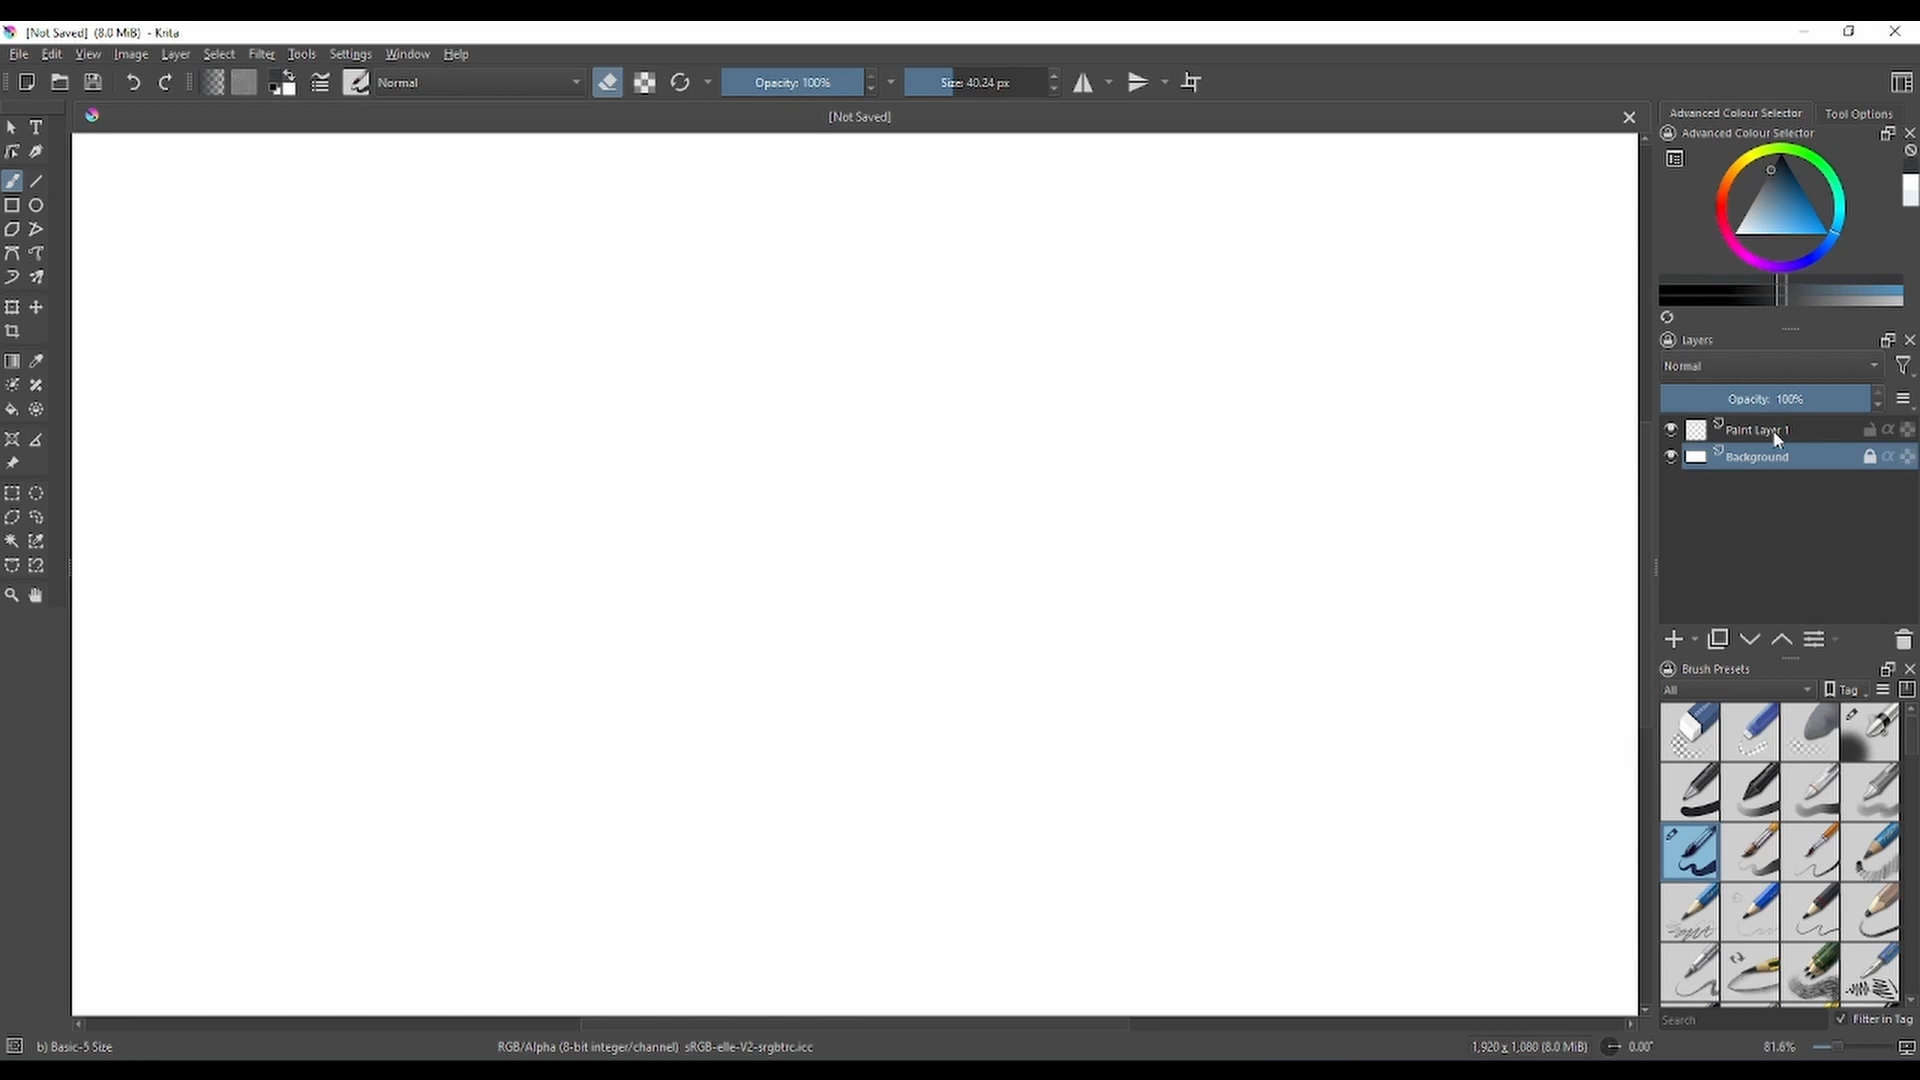 [Not Saved] (8.0 MiB) - Krita
File Edit View Image Layer Select Filter Tools Settings Window Help
Normal Opacity: 100% Size: 40.24 px
[Not Saved]
Advanced Colour Selector Tool Options
Advanced Colour Selector
Layers
Normal
Opacity: 100%
Paint Layer 1
Background
Brush Presets
All Tag
Search Filter in Tag
b) Basic-5 Size RGB/Alpha (8-bit integer/channel) sRGB-elle-V2-srgbtrc.icc 1,920 x 1,080 (8.0 MiB) 0.00° 81.6%